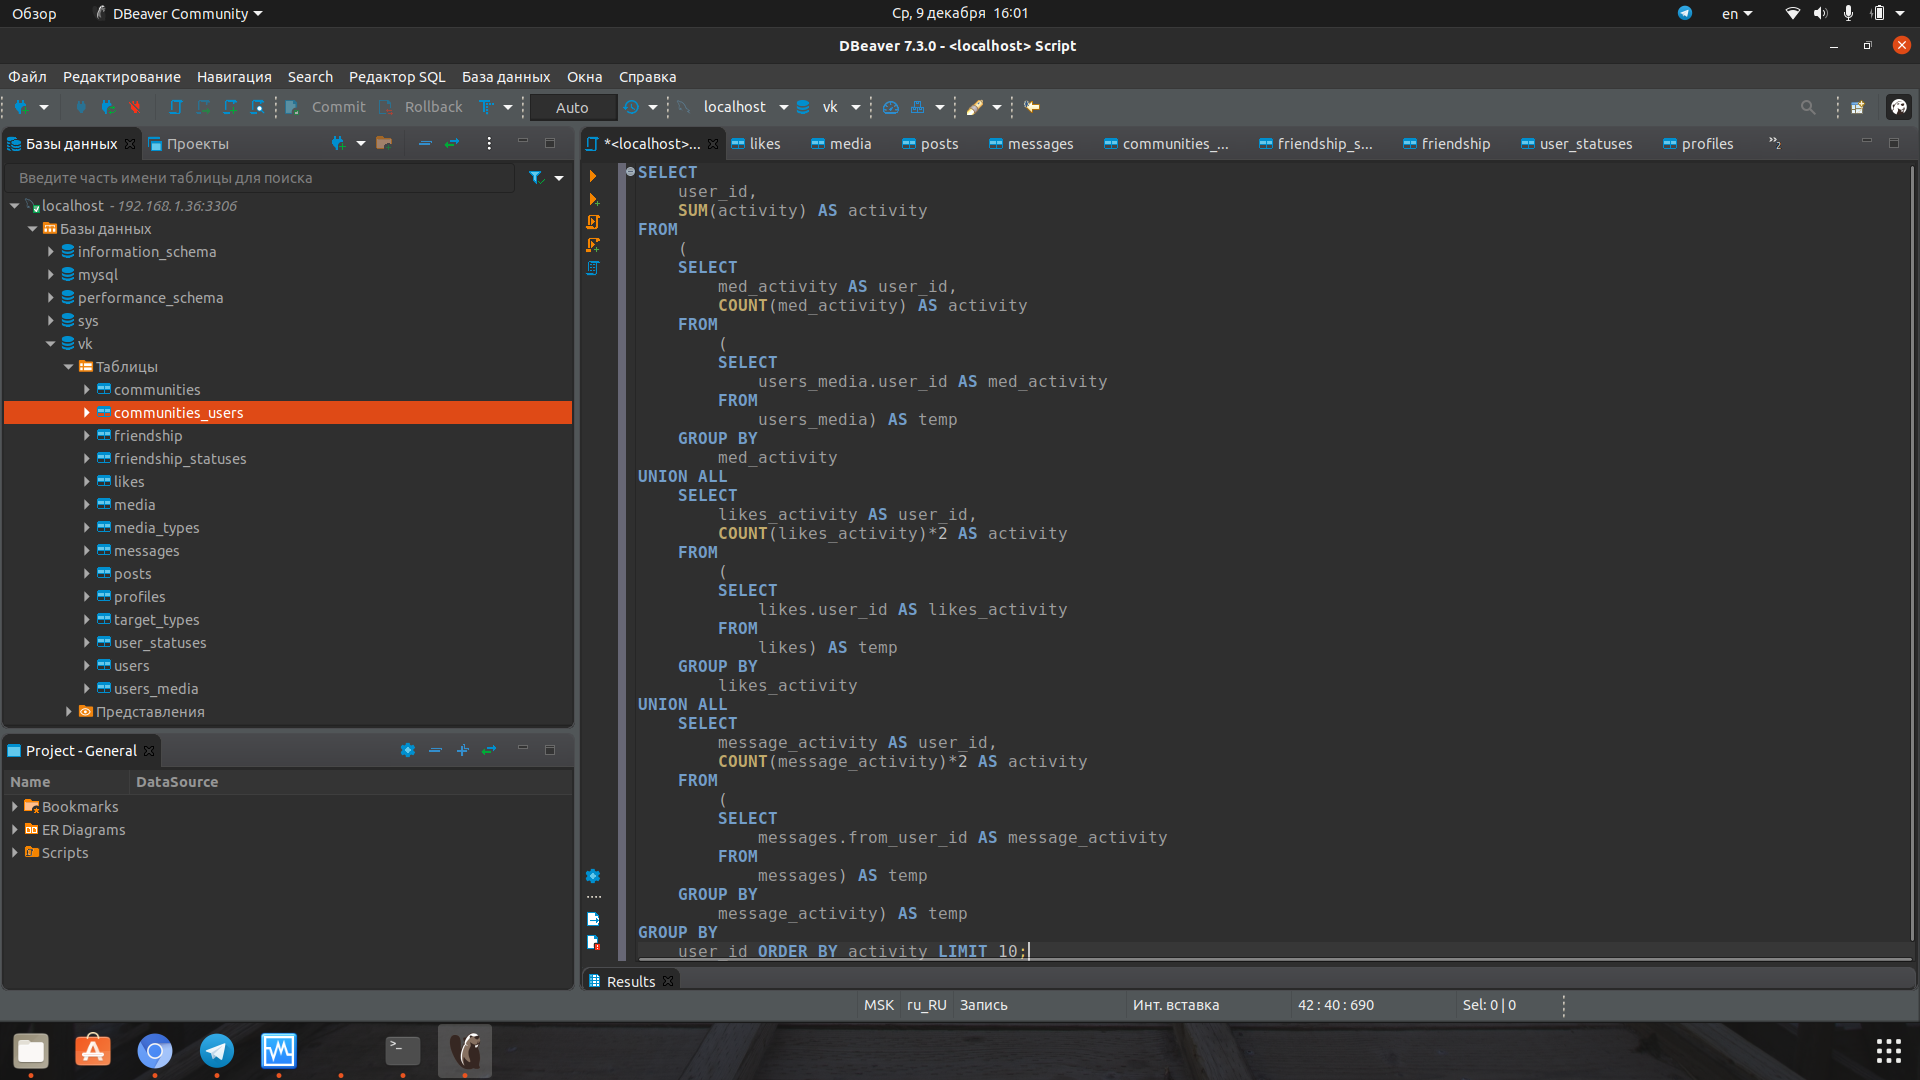 Обзор
DBeaver Community
Ср, 9 декабря 16:01
en
DBeaver 7.3.0 - <localhost> Script
Файл Редактирование Навигация Search Редактор SQL База данных Окна Справка
Commit Rollback Auto localhost vk
Базы данных
Проекты
*<localhost>... likes media posts messages communities_... friendship_s... friendship user_statuses profiles »2
Введите часть имени таблицы для поиска
localhost - 192.168.1.36:3306
Базы данных
information_schema
mysql
performance_schema
sys
vk
Таблицы
communities
communities_users
friendship
friendship_statuses
likes
media
media_types
messages
posts
profiles
target_types
user_statuses
users
users_media
Представления
Project - General
Name DataSource
Bookmarks
ER Diagrams
Scripts
SELECT
user_id,
SUM(activity) AS activity
FROM
(
SELECT
med_activity AS user_id,
COUNT(med_activity) AS activity
FROM
(
SELECT
users_media.user_id AS med_activity
FROM
users_media) AS temp
GROUP BY
med_activity
UNION ALL
SELECT
likes_activity AS user_id,
COUNT(likes_activity)*2 AS activity
FROM
(
SELECT
likes.user_id AS likes_activity
FROM
likes) AS temp
GROUP BY
likes_activity
UNION ALL
SELECT
message_activity AS user_id,
COUNT(message_activity)*2 AS activity
FROM
(
SELECT
messages.from_user_id AS message_activity
FROM
messages) AS temp
GROUP BY
message_activity) AS temp
GROUP BY
user_id ORDER BY activity LIMIT 10;
Results
MSK ru_RU Запись Инт. вставка 42 : 40 : 690 Sel: 0 | 0